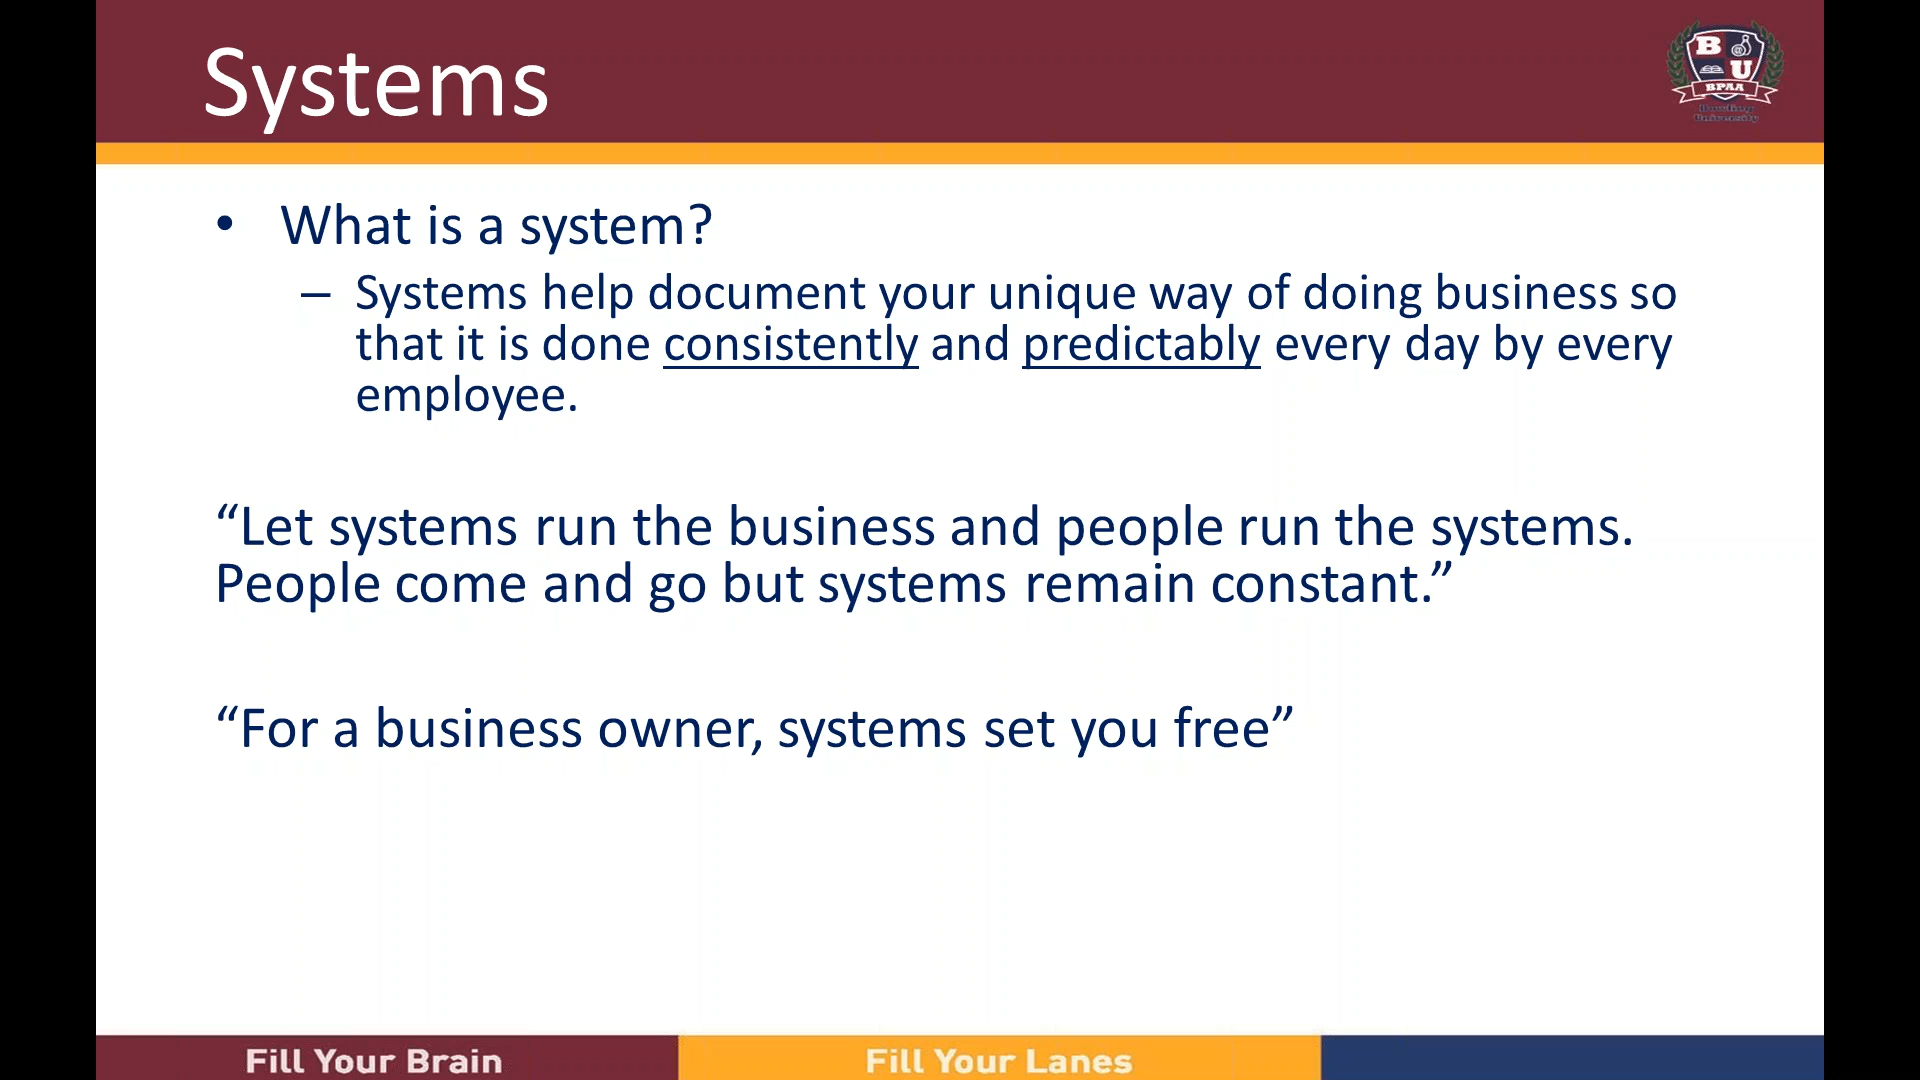 Systems
B
U
BPAA
Bowling
University
• What is a system?
– Systems help document your unique way of doing business so
that it is done consistently and predictably every day by every
employee.
“Let systems run the business and people run the systems.
People come and go but systems remain constant.”
“For a business owner, systems set you free”
Fill Your Brain
Fill Your Lanes